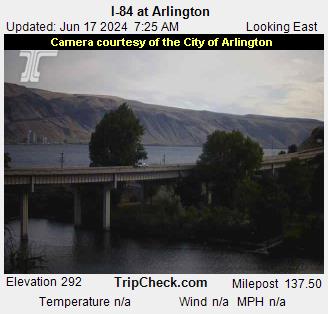 I-84 at Arlington
Updated: Jun 17 2024 7:25 AM Looking East
Camera courtesy of the City of Arlington
Elevation 292 TripCheck.com Milepost 137.50
Temperature n/a Wind n/a MPH n/a